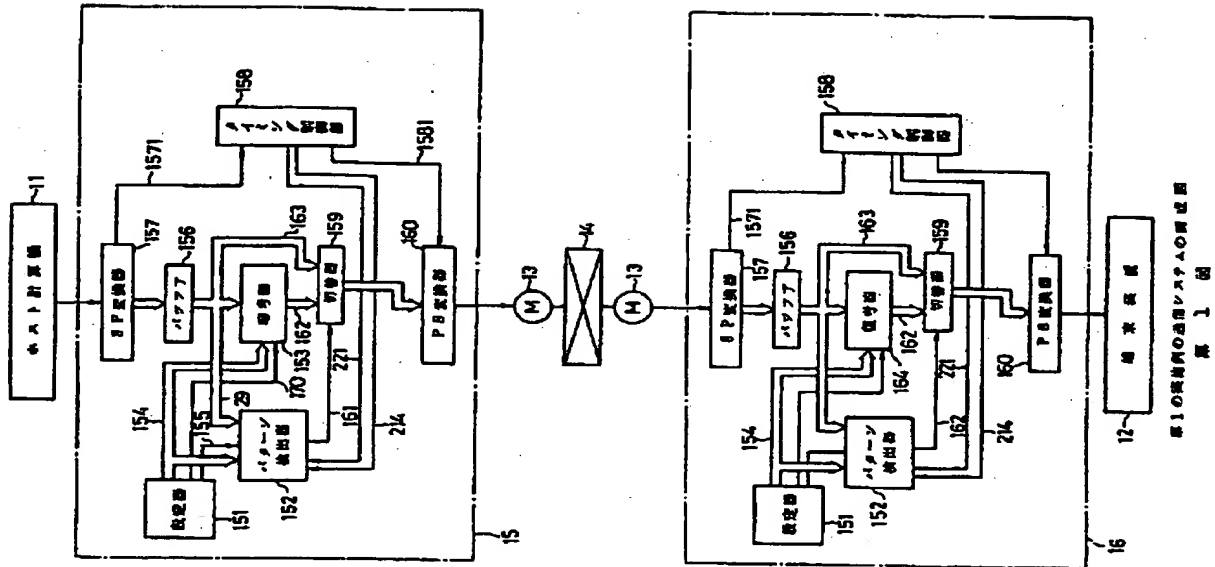 ホスト計算機
11
SP変換器
157
1571
158
タイミング制御器
バッファ
156
163
154
29
155
暗号器
153
162
切替器
159
170
設定器
151
パターン検出器
152
161
221
214
1581
PS変換器
160
15
M
13
14
M
13
SP変換器
157
1571
158
タイミング制御器
バッファ
156
163
154
復号器
164
162
切替器
159
設定器
151
パターン検出器
152
162
221
214
PS変換器
160
16
端末装置
12
第1の実施例の通信システムの構成図
第1図